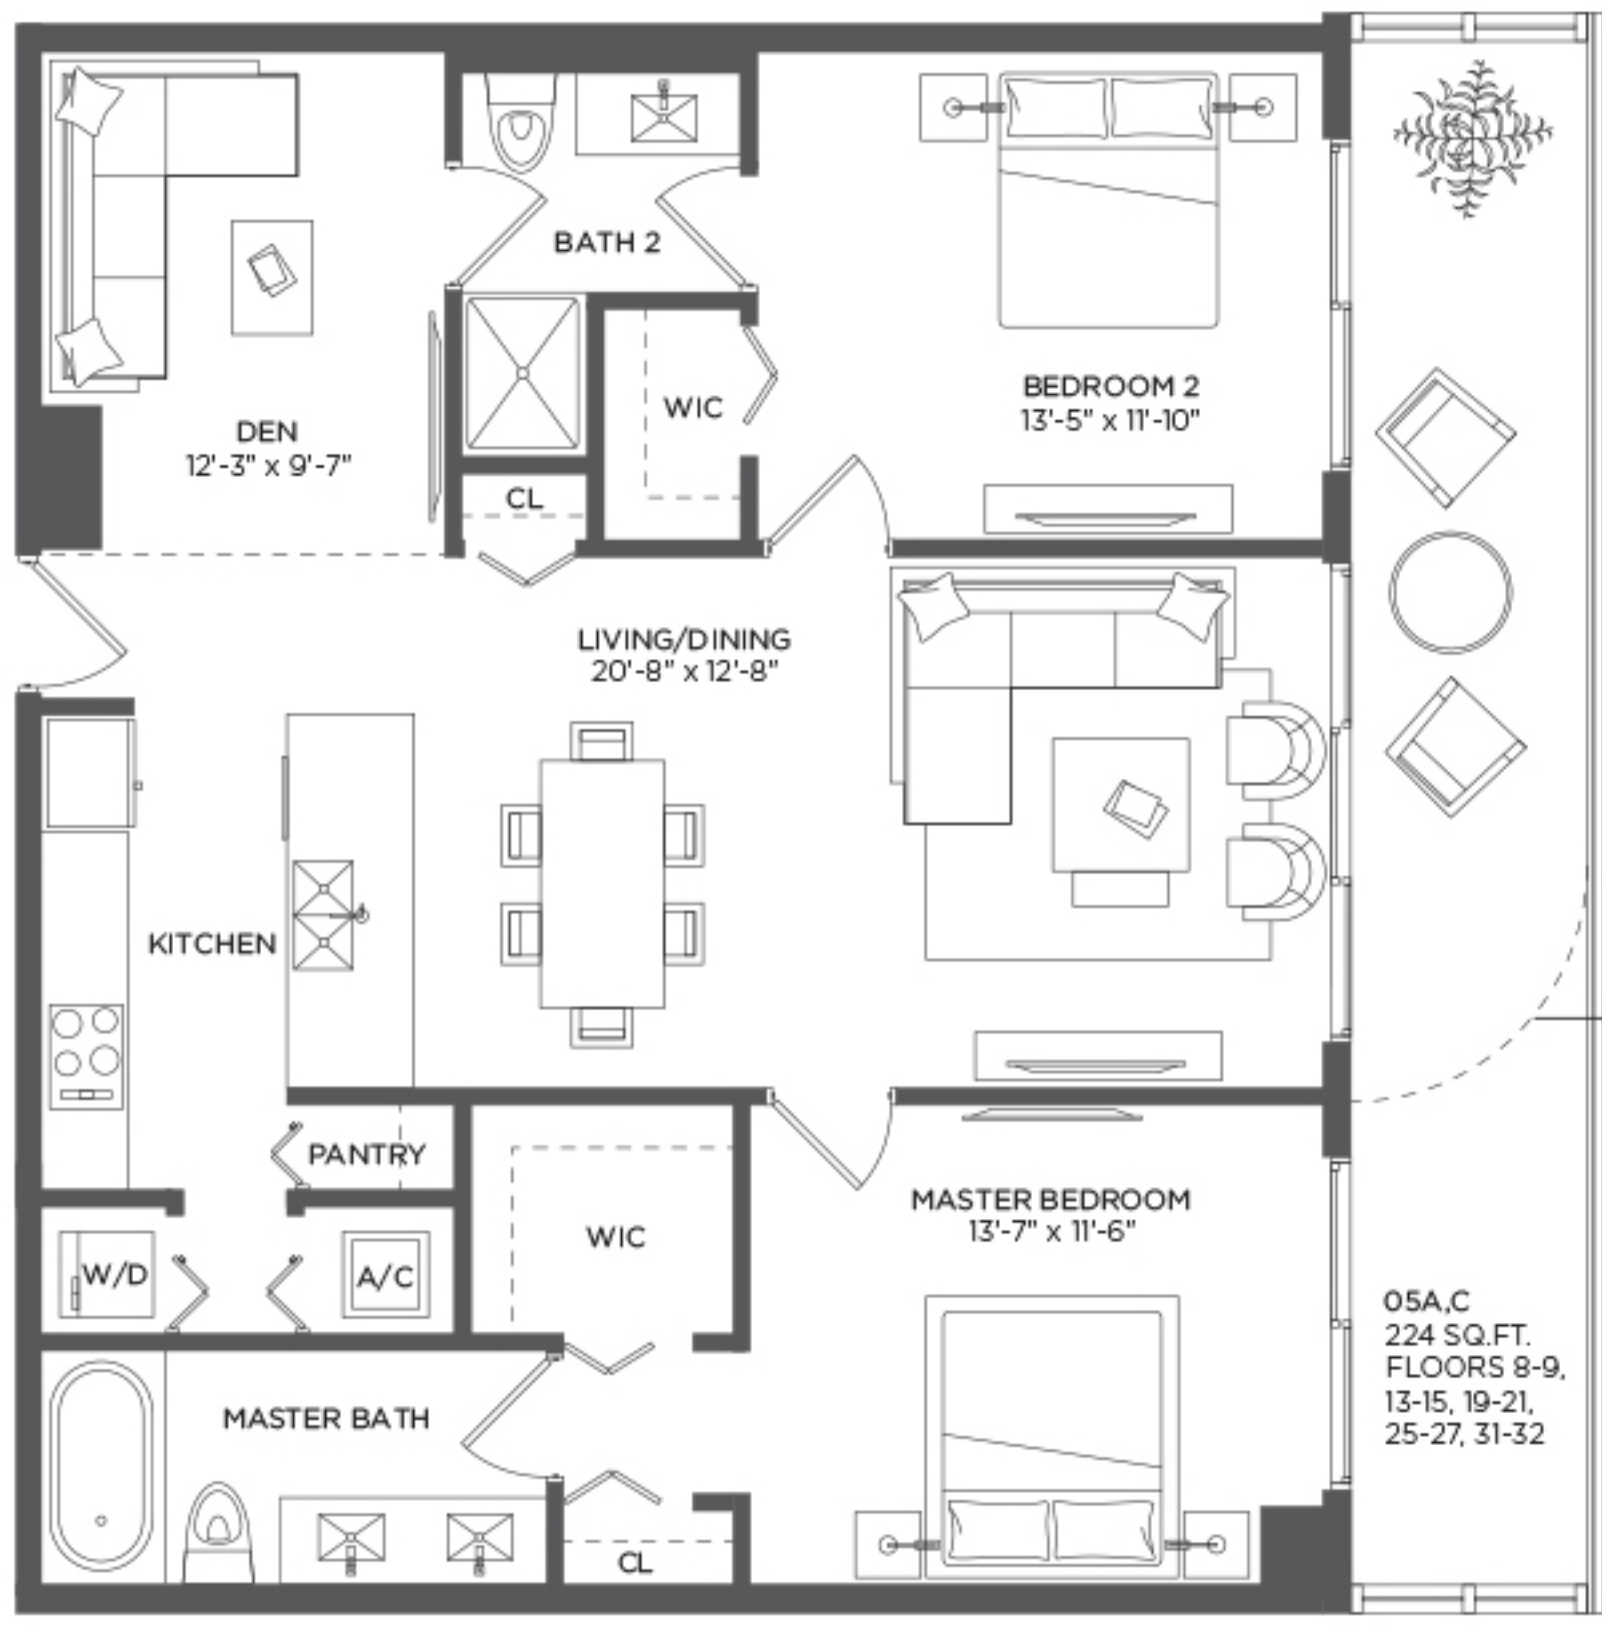 BATH 2
BEDROOM 2
13'-5" x 11'-10"
WIC
DEN
12'-3" x 9'-7"
CL
LIVING/DINING
20'-8" x 12'-8"
KITCHEN
PANTRY
MASTER BEDROOM
13'-7" x 11'-6"
WIC
W/D
A/C
05A,C
224 SQ.FT.
FLOORS 8-9,
13-15, 19-21,
25-27, 31-32
MASTER BATH
CL